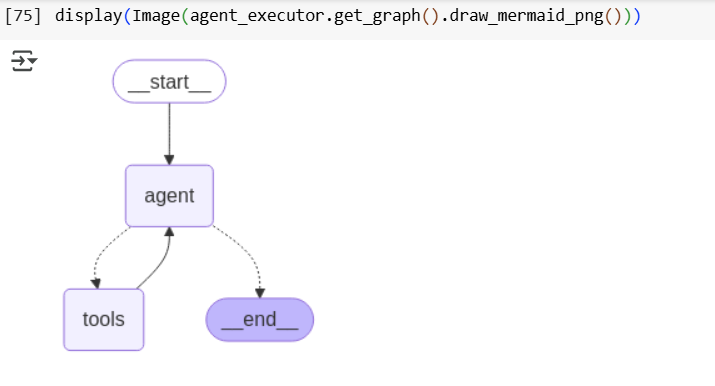 [75] display(Image(agent_executor.get_graph().draw_mermaid_png()))
__start__
agent
tools
__end__